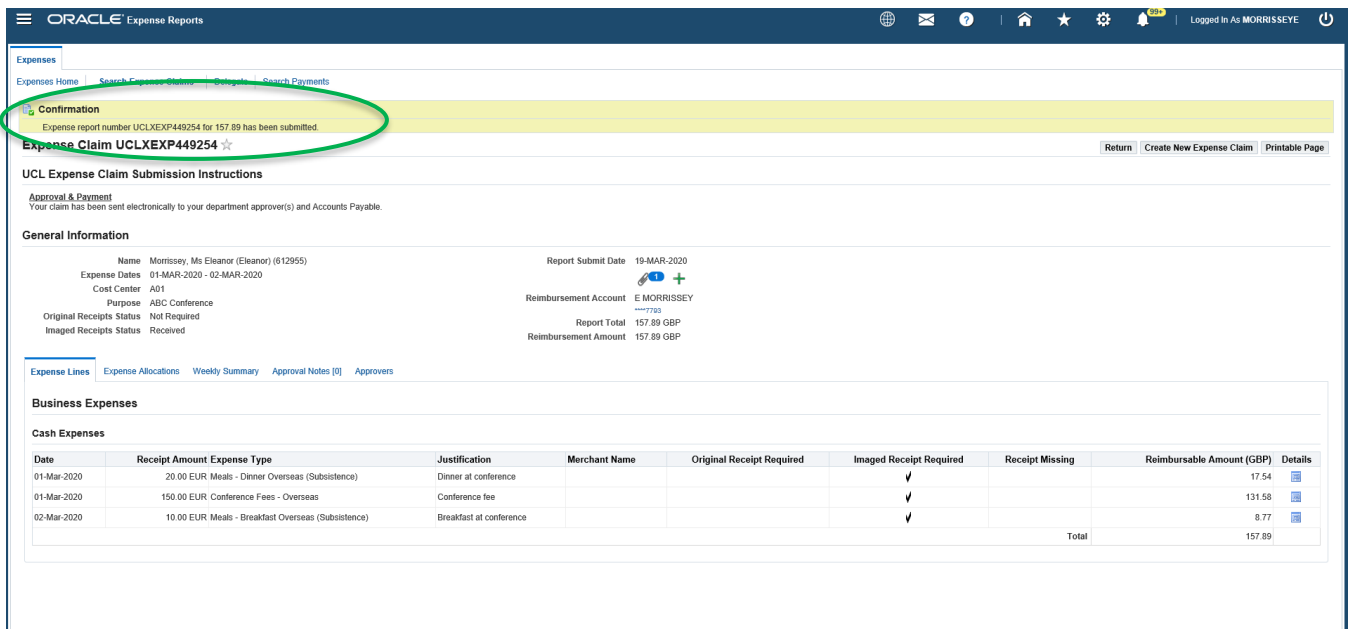 ORACLE' Expense Reports 99+ Logged In As MORRISSEYE
Expenses
Expenses Home Search Expense Claims Delegate Search Payments
Confirmation
Expense report number UCLXEXP449254 for 157.89 has been submitted.
Expense Claim UCLXEXP449254 Return Create New Expense Claim Printable Page
UCL Expense Claim Submission Instructions
Approval & Payment
Your claim has been sent electronically to your department approver(s) and Accounts Payable.
General Information
Name Morrissey, Ms Eleanor (Eleanor) (612955) Report Submit Date 19-MAR-2020
Expense Dates 01-MAR-2020 - 02-MAR-2020 1
Cost Center A01
Purpose ABC Conference Reimbursement Account E MORRISSEY
Original Receipts Status Not Required ****7793
Imaged Receipts Status Received Report Total 157.89 GBP
Reimbursement Amount 157.89 GBP
Expense Lines Expense Allocations Weekly Summary Approval Notes [0] Approvers
Business Expenses
Cash Expenses
Date Receipt Amount Expense Type Justification Merchant Name Original Receipt Required Imaged Receipt Required Receipt Missing Reimbursable Amount (GBP) Details
01-Mar-2020 20.00 EUR Meals - Dinner Overseas (Subsistence) Dinner at conference 17.54
01-Mar-2020 150.00 EUR Conference Fees - Overseas Conference fee 131.58
02-Mar-2020 10.00 EUR Meals - Breakfast Overseas (Subsistence) Breakfast at conference 8.77
Total 157.89